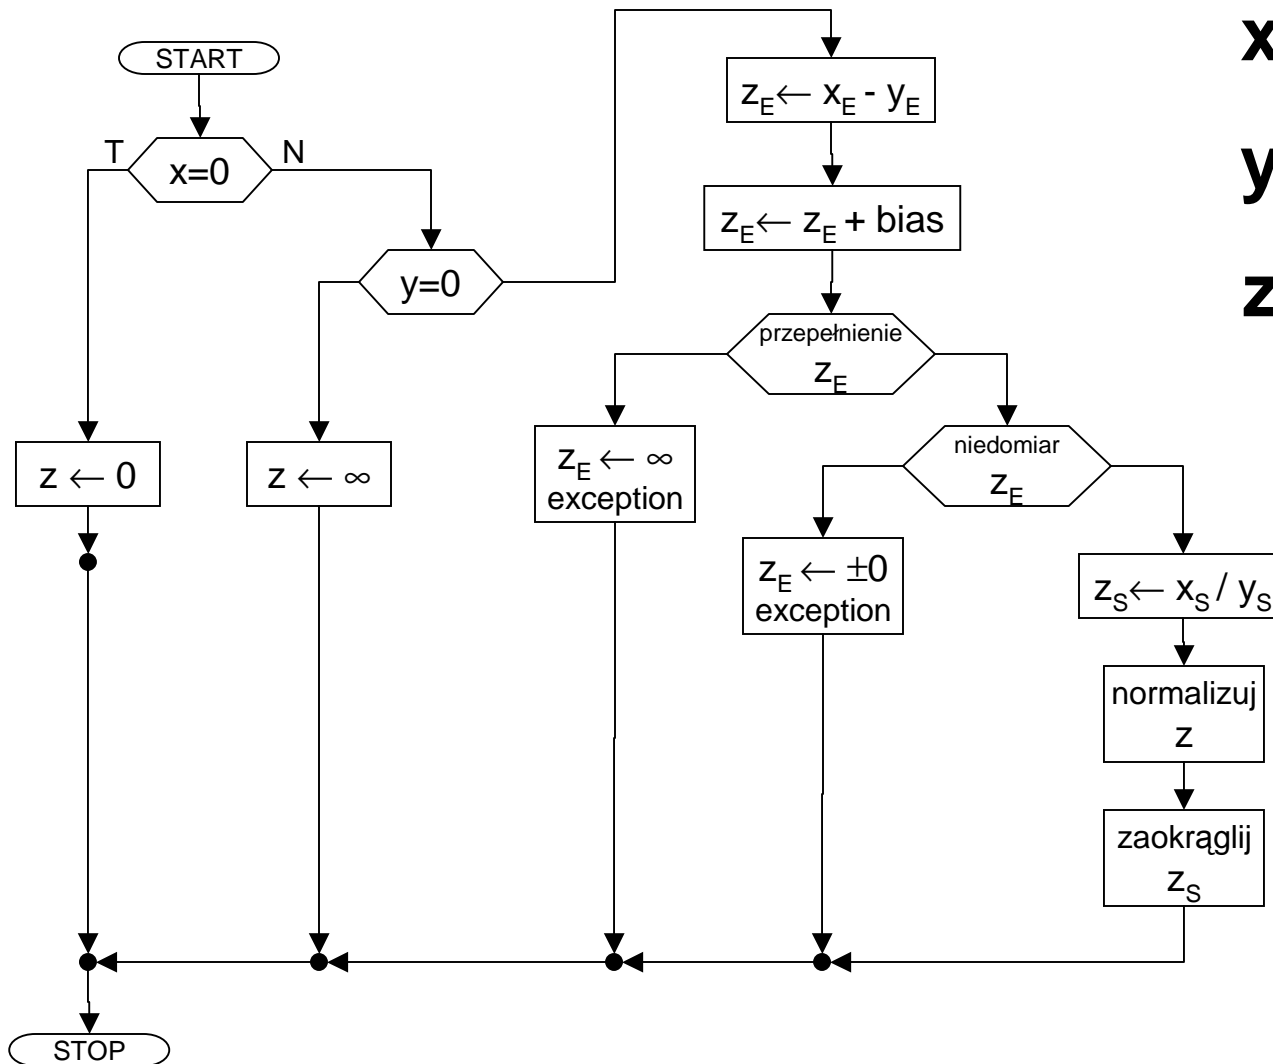 START
x=0
T
N
y=0
z ← 0
z ← ∞
z_E ← x_E - y_E
z_E ← z_E + bias
przepełnienie
z_E
z_E ← ∞
exception
niedomiar
z_E
z_E ← ±0
exception
z_S ← x_S / y_S
normalizuj
z
zaokrąglij
z_S
STOP
x
y
z